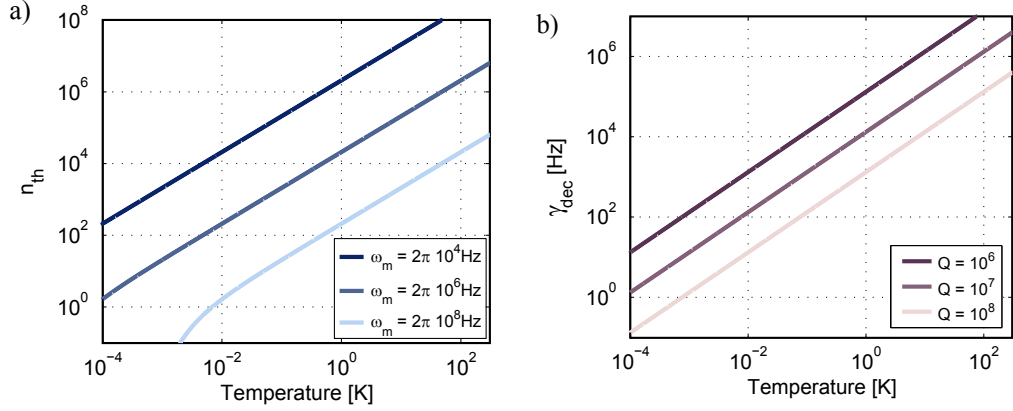 a)
10^8
10^6
10^4
10^2
10^0
n_th
10^-4
10^-2
10^0
10^2
Temperature [K]
ω_m = 2π 10^4Hz
ω_m = 2π 10^6Hz
ω_m = 2π 10^8Hz
b)
10^6
10^4
10^2
10^0
γ_dec [Hz]
10^-4
10^-2
10^0
10^2
Temperature [K]
Q = 10^6
Q = 10^7
Q = 10^8